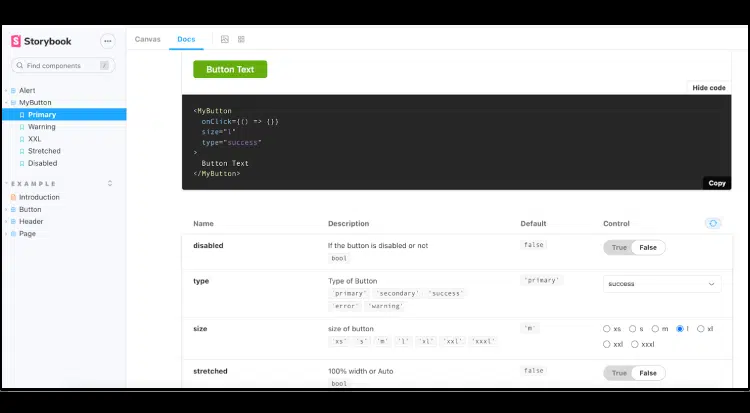 Storybook
Canvas
Docs
Find components
/
Alert
MyButton
Primary
Warning
XXL
Stretched
Disabled
EXAMPLE
Introduction
Button
Header
Page
Button Text
Hide code
<MyButton
onClick={() => {}}
size="l"
type="success"
>
Button Text
</MyButton>
Copy
Name Description Default Control
disabled If the button is disabled or not false True False
bool
type Type of Button 'primary' success
'primary' 'secondary' 'success'
'error' 'warning'
size size of button 'm' xs s m l xl
'xs' 's' 'm' 'l' 'xl' 'xxl' 'xxxl' xxl xxxl
stretched 100% width or Auto false True False
bool